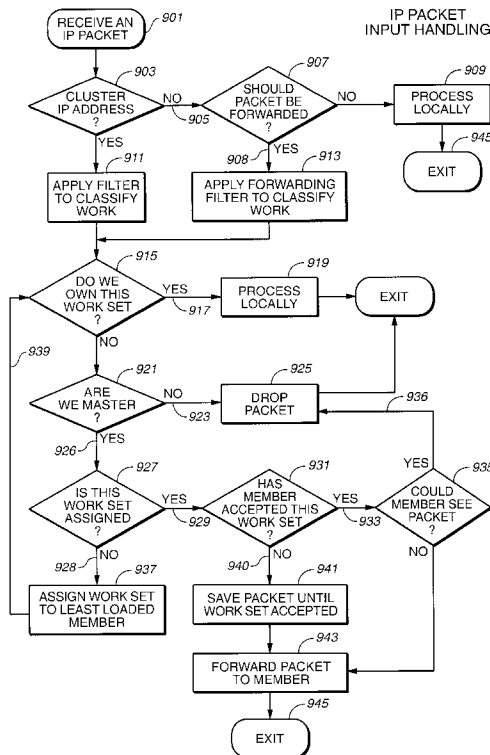 IP PACKET
INPUT HANDLING
RECEIVE AN
IP PACKET
901
903
CLUSTER
IP ADDRESS
?
NO
905
YES
907
SHOULD
PACKET BE
FORWARDED
?
NO
908
YES
909
PROCESS
LOCALLY
945
EXIT
911
APPLY FILTER
TO CLASSIFY
WORK
913
APPLY FORWARDING
FILTER TO CLASSIFY
WORK
915
DO WE
OWN THIS
WORK SET
?
YES
917
NO
919
PROCESS
LOCALLY
EXIT
939
921
ARE
WE MASTER
?
NO
923
926
YES
925
DROP
PACKET
936
927
IS THIS
WORK SET
ASSIGNED
?
YES
929
928
NO
931
HAS
MEMBER
ACCEPTED THIS
WORK SET
?
YES
933
940
NO
YES
935
COULD
MEMBER SEE
PACKET
?
NO
937
ASSIGN WORK SET
TO LEAST LOADED
MEMBER
941
SAVE PACKET UNTIL
WORK SET ACCEPTED
943
FORWARD PACKET
TO MEMBER
945
EXIT